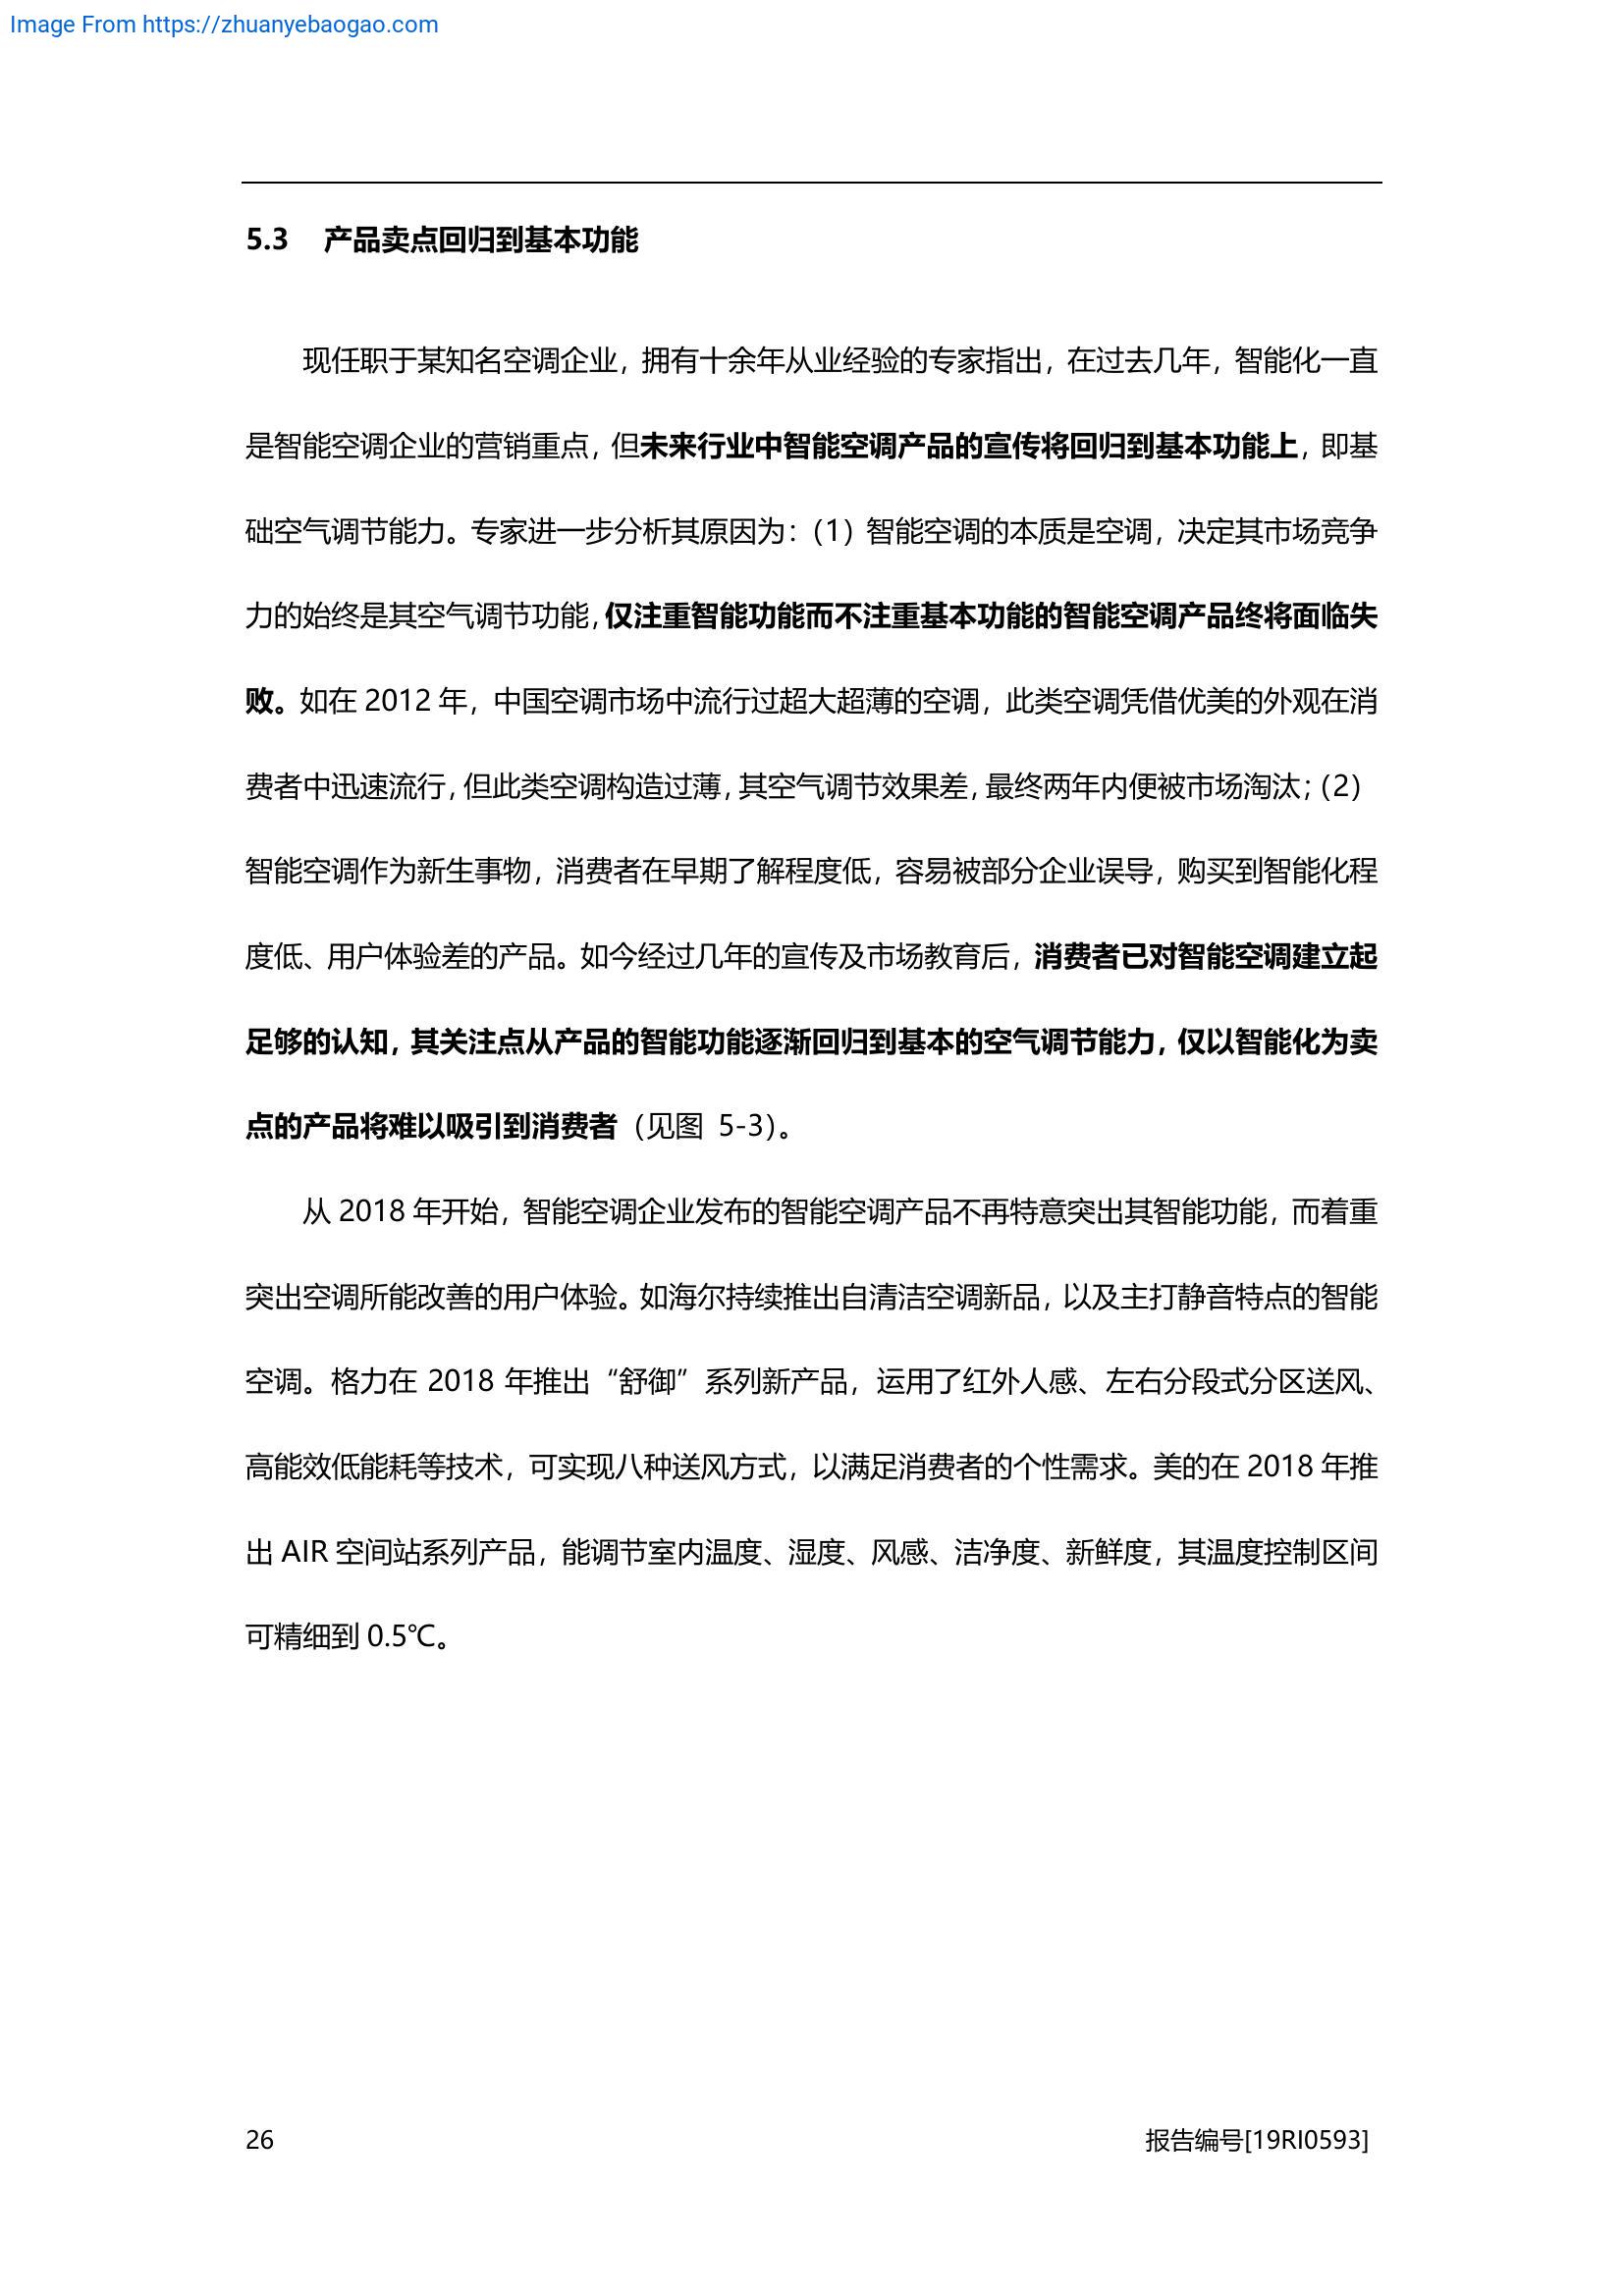 Image From https://zhuanyebaogao.com
5.3 产品卖点回归到基本功能
现任职于某知名空调企业，拥有十余年从业经验的专家指出，在过去几年，智能化一直
是智能空调企业的营销重点，但未来行业中智能空调产品的宣传将回归到基本功能上，即基
础空气调节能力。专家进一步分析其原因为：（1）智能空调的本质是空调，决定其市场竞争
力的始终是其空气调节功能，仅注重智能功能而不注重基本功能的智能空调产品终将面临失
败。如在 2012 年，中国空调市场中流行过超大超薄的空调，此类空调凭借优美的外观在消
费者中迅速流行，但此类空调构造过薄，其空气调节效果差，最终两年内便被市场淘汰；（2）
智能空调作为新生事物，消费者在早期了解程度低，容易被部分企业误导，购买到智能化程
度低、用户体验差的产品。如今经过几年的宣传及市场教育后，消费者已对智能空调建立起
足够的认知，其关注点从产品的智能功能逐渐回归到基本的空气调节能力，仅以智能化为卖
点的产品将难以吸引到消费者（见图 5-3）。
从 2018 年开始，智能空调企业发布的智能空调产品不再特意突出其智能功能，而着重
突出空调所能改善的用户体验。如海尔持续推出自清洁空调新品，以及主打静音特点的智能
空调。格力在 2018 年推出“舒御”系列新产品，运用了红外人感、左右分段式分区送风、
高能效低能耗等技术，可实现八种送风方式，以满足消费者的个性需求。美的在 2018 年推
出 AIR 空间站系列产品，能调节室内温度、湿度、风感、洁净度、新鲜度，其温度控制区间
可精细到 0.5℃。
26 报告编号[19RI0593]